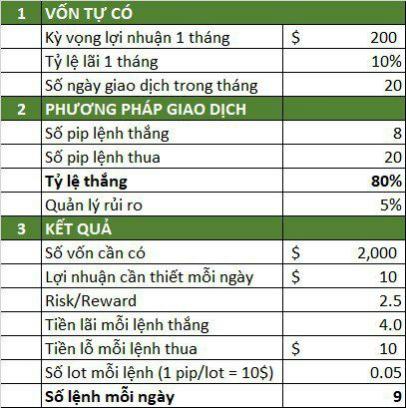 1 VỐN TỰ CÓ
Kỳ vọng lợi nhuận 1 tháng $ 200
Tỷ lệ lãi 1 tháng 10%
Số ngày giao dịch trong tháng 20
2 PHƯƠNG PHÁP GIAO DỊCH
Số pip lệnh thắng 8
Số pip lệnh thua 20
Tỷ lệ thắng 80%
Quản lý rủi ro 5%
3 KẾT QUẢ
Số vốn cần có $ 2,000
Lợi nhuận cần thiết mỗi ngày $ 10
Risk/Reward 2.5
Tiền lãi mỗi lệnh thắng 4.0
Tiền lỗ mỗi lệnh thua $ 10
Số lot mỗi lệnh (1 pip/lot = 10$) 0.05
Số lệnh mỗi ngày 9